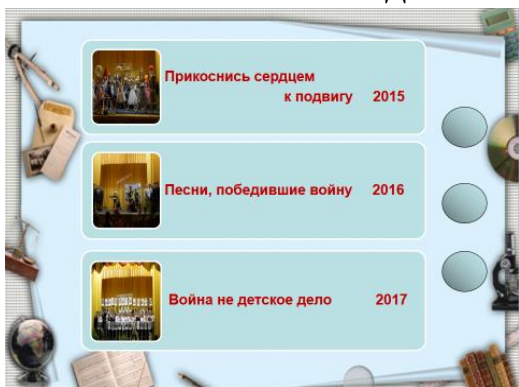 Прикоснись сердцем
к подвигу 2015
Песни, победившие войну 2016
Война не детское дело 2017